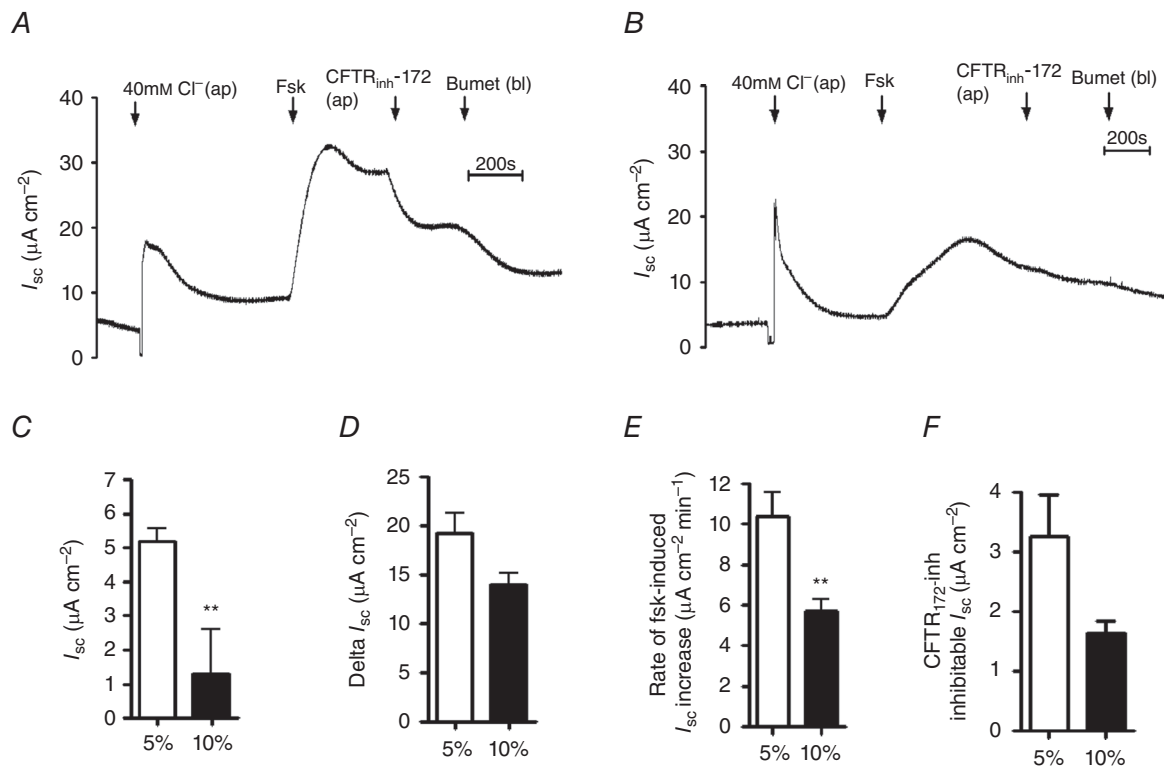 A
40mM Cl⁻(ap)
Fsk
CFTRinh-172
(ap)
Bumet (bl)
200s
40
30
20
10
0
Isc (μA cm⁻²)
B
40mM Cl⁻(ap)
Fsk
CFTRinh-172
(ap)
Bumet (bl)
200s
40
30
20
10
0
Isc (μA cm⁻²)
C
7
6
5
4
3
2
1
0
Isc (μA cm⁻²)
**
5% 10%
D
25
20
15
10
5
0
Delta Isc (μA cm⁻²)
5% 10%
E
12
10
8
6
4
2
0
Rate of fsk-induced
Isc increase (μA cm⁻² min⁻¹)
**
5% 10%
F
4
3
2
1
0
CFTR172-inh
inhibitable Isc (μA cm⁻²)
5% 10%